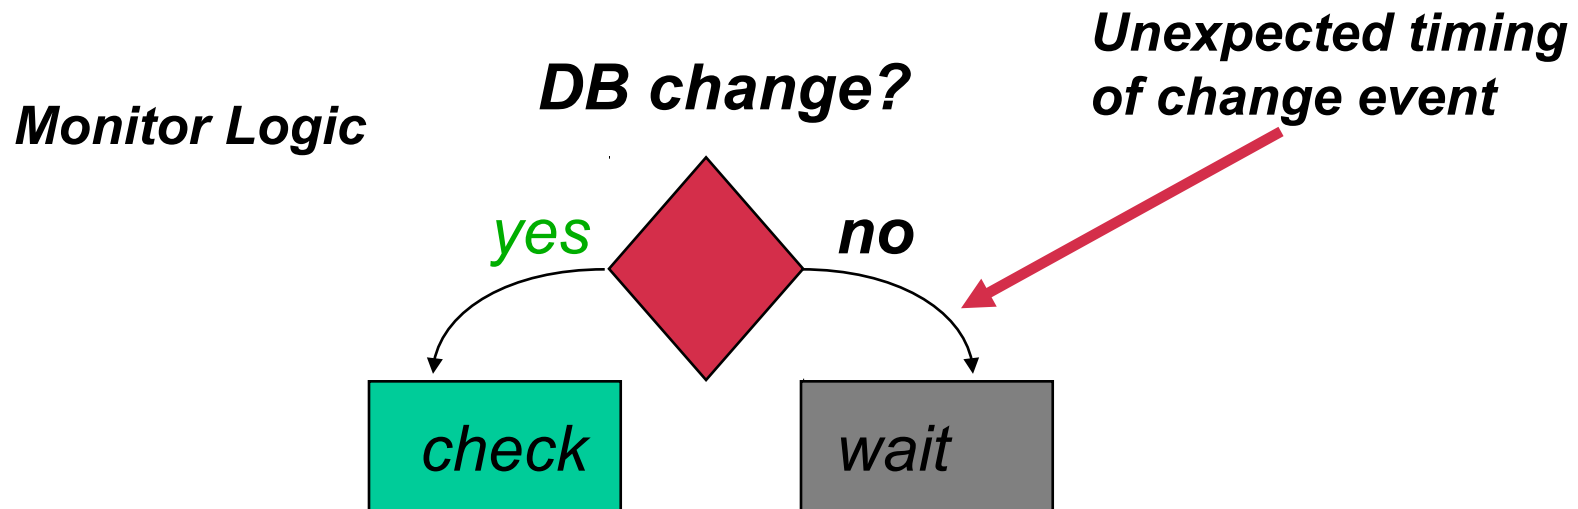 Unexpected timing
of change event
DB change?
Monitor Logic
yes
no
check
wait